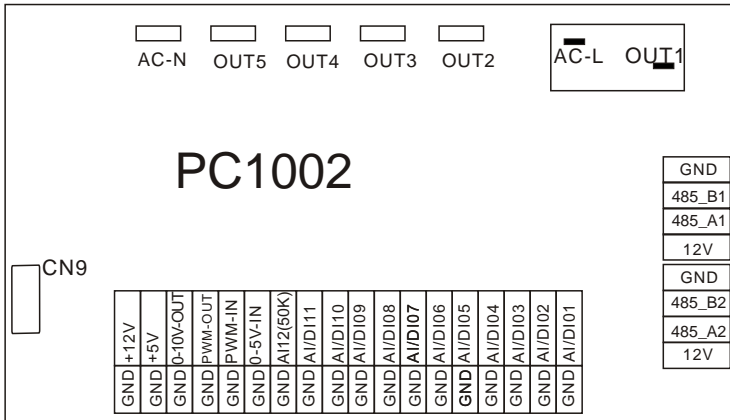 AC-N OUT5 OUT4 OUT3 OUT2 AC-L OUT1
PC1002
GND
485_B1
485_A1
12V
GND
485_B2
485_A2
12V
CN9
+12V +5V 0-10V-OUT PWM-OUT PWM-IN 0-5V-IN AI12(50K) AI/DI11 AI/DI10 AI/DI09 AI/DI08 AI/DI07 AI/DI06 AI/DI05 AI/DI04 AI/DI03 AI/DI02 AI/DI01
GND GND GND GND GND GND GND GND GND GND GND GND GND GND GND GND GND GND